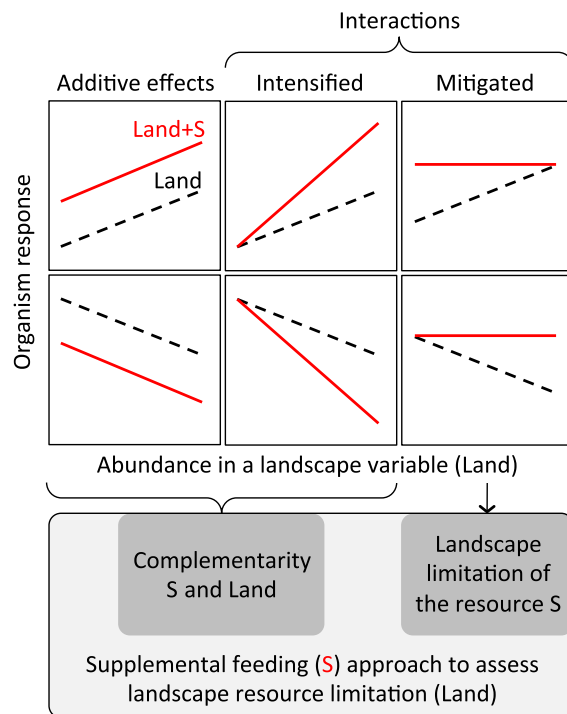 Interactions
Additive effects
Intensified
Mitigated
Land+S
Land
Organism response
Abundance in a landscape variable (Land)
Complementarity
S and Land
Landscape
limitation of
the resource S
Supplemental feeding (S) approach to assess
landscape resource limitation (Land)